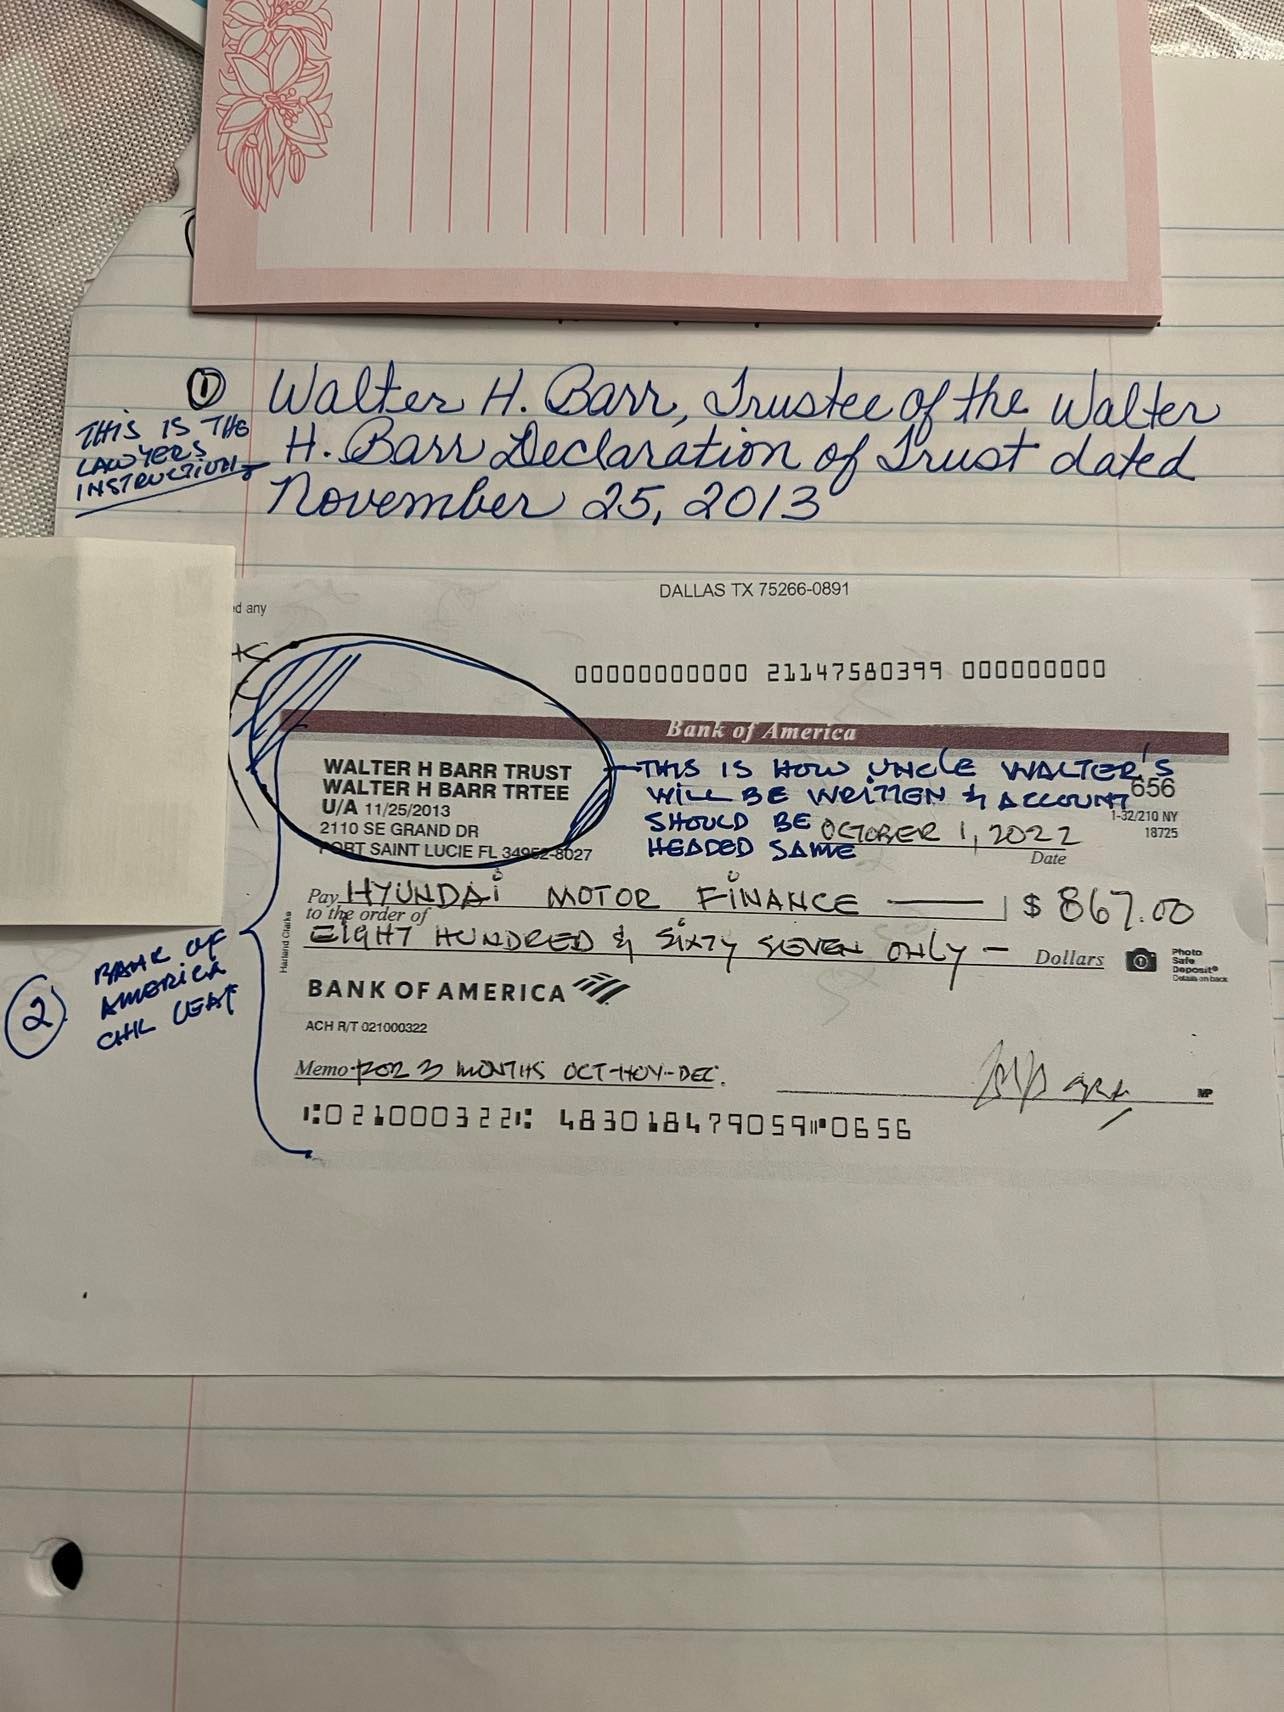 ① Walter H. Barr, Trustee of the Walter
H. Barr Declaration of Trust dated
November 25, 2013
THIS IS THE
LAWYERS
INSTRUCTIONS
DALLAS TX 75266-0891
ed any
00000000000 21147580399 000000000
Bank of America
WALTER H BARR TRUST
WALTER H BARR TRTEE
U/A 11/25/2013
2110 SE GRAND DR
PORT SAINT LUCIE FL 34952-8027
THIS IS HOW UNCLE WALTER'S
WILL BE WRITTEN & ACCOUNT
SHOULD BE
HEADED SAME
656
1-32/210 NY
18725
OCTOBER 1, 2022
Date
Pay to the order of
HYUNDAI MOTOR FINANCE
$ 867.00
EIGHT HUNDRED & SIXTY SEVEN ONLY –
Dollars
Photo
Safe
Deposit®
Details on back
Harland Clarke
② BANK OF
AMERICA
CHK LEAF
BANK OF AMERICA
ACH R/T 021000322
Memo FOR 3 MONTHS OCT-NOV-DEC.
MP
⑆021000322⑆ 483018479059⑈0656